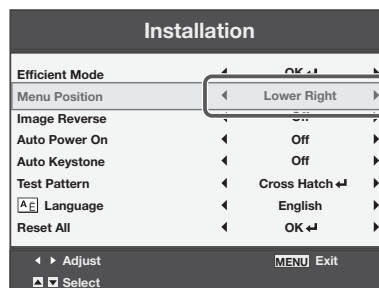 Installation
Efficient Mode OK
Menu Position Lower Right
Image Reverse Off
Auto Power On Off
Auto Keystone Off
Test Pattern Cross Hatch
Language English
Reset All OK
Adjust MENU Exit
Select